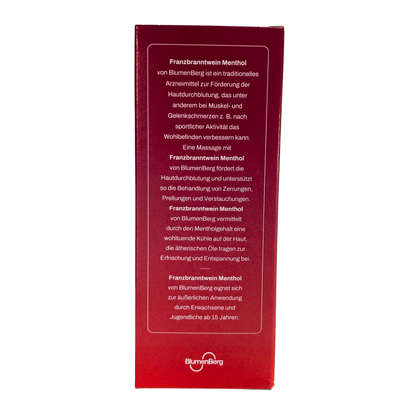 Franzbranntwein Menthol
von BlumenBerg ist ein traditionelles
Arzneimittel zur Förderung der
Hautdurchblutung, das unter
anderem bei Muskel- und
Gelenkschmerzen z. B. nach
sportlicher Aktivität das
Wohlbefinden verbessern kann.
Eine Massage mit
Franzbranntwein Menthol
von BlumenBerg fördert die
Hautdurchblutung und unterstützt
so die Behandlung von Zerrungen,
Prellungen und Verstauchungen.
Franzbranntwein Menthol
von BlumenBerg vermittelt
durch den Mentholgehalt eine
wohltuende Kühle auf der Haut,
die ätherischen Öle tragen zur
Erfrischung und Entspannung bei.
Franzbranntwein Menthol
von BlumenBerg eignet sich
zur äußerlichen Anwendung
durch Erwachsene und
Jugendliche ab 15 Jahren.
BlumenBerg